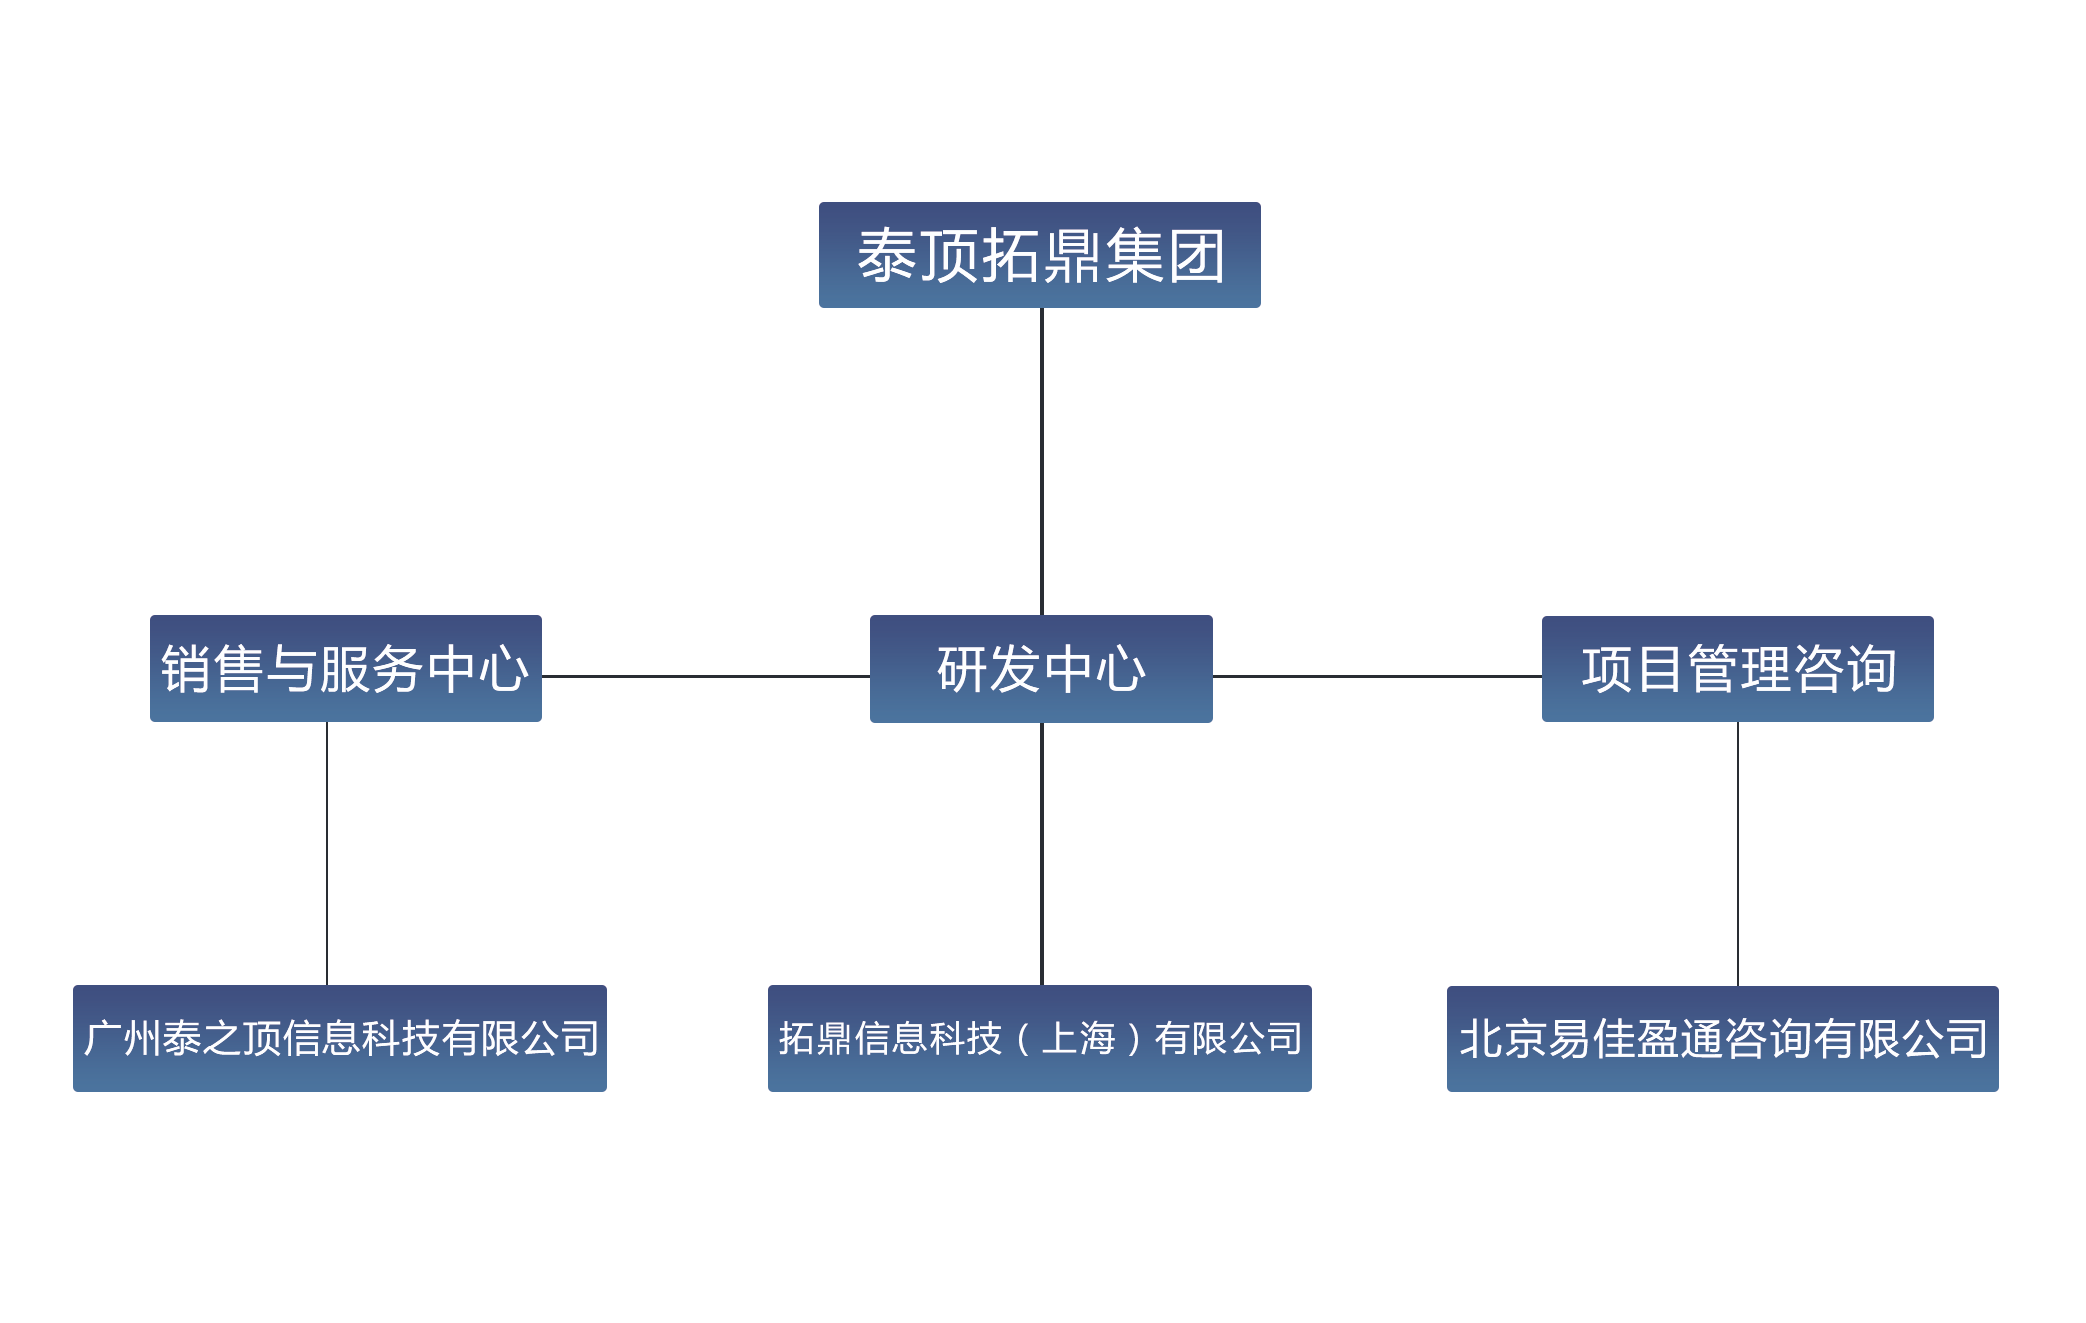 泰顶拓鼎集团
销售与服务中心
研发中心
项目管理咨询
广州泰之顶信息科技有限公司
拓鼎信息科技（上海）有限公司
北京易佳盈通咨询有限公司